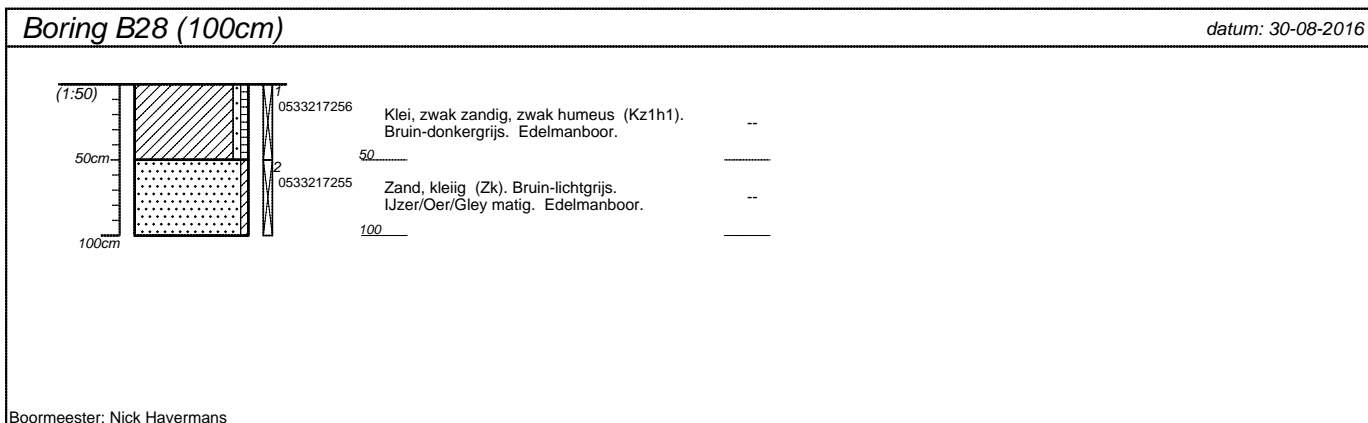 Boring B28 (100cm)
datum: 30-08-2016
(1:50)
1
0533217256
Klei, zwak zandig, zwak humeus (Kz1h1).
Bruin-donkergrijs. Edelmanboor.
--
50cm
50
2
0533217255
Zand, kleiig (Zk). Bruin-lichtgrijs.
IJzer/Oer/Gley matig. Edelmanboor.
--
100cm
100
Boormeester: Nick Havermans